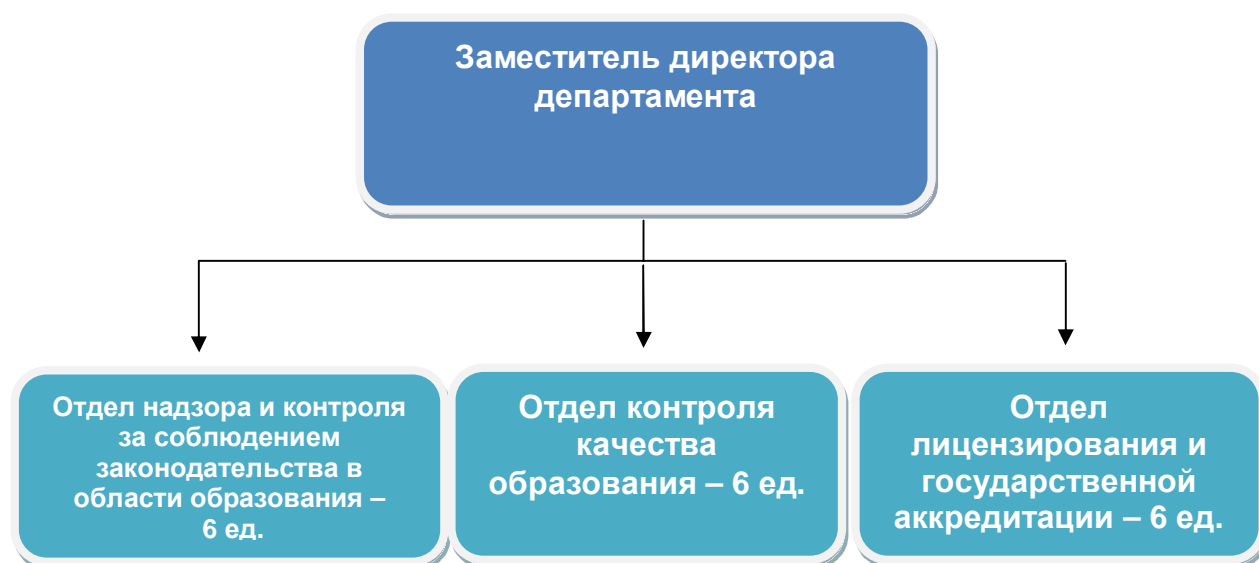 Заместитель директора
департамента
Отдел надзора и контроля
за соблюдением
законодательства в
области образования –
6 ед.
Отдел контроля
качества
образования – 6 ед.
Отдел
лицензирования и
государственной
аккредитации – 6 ед.